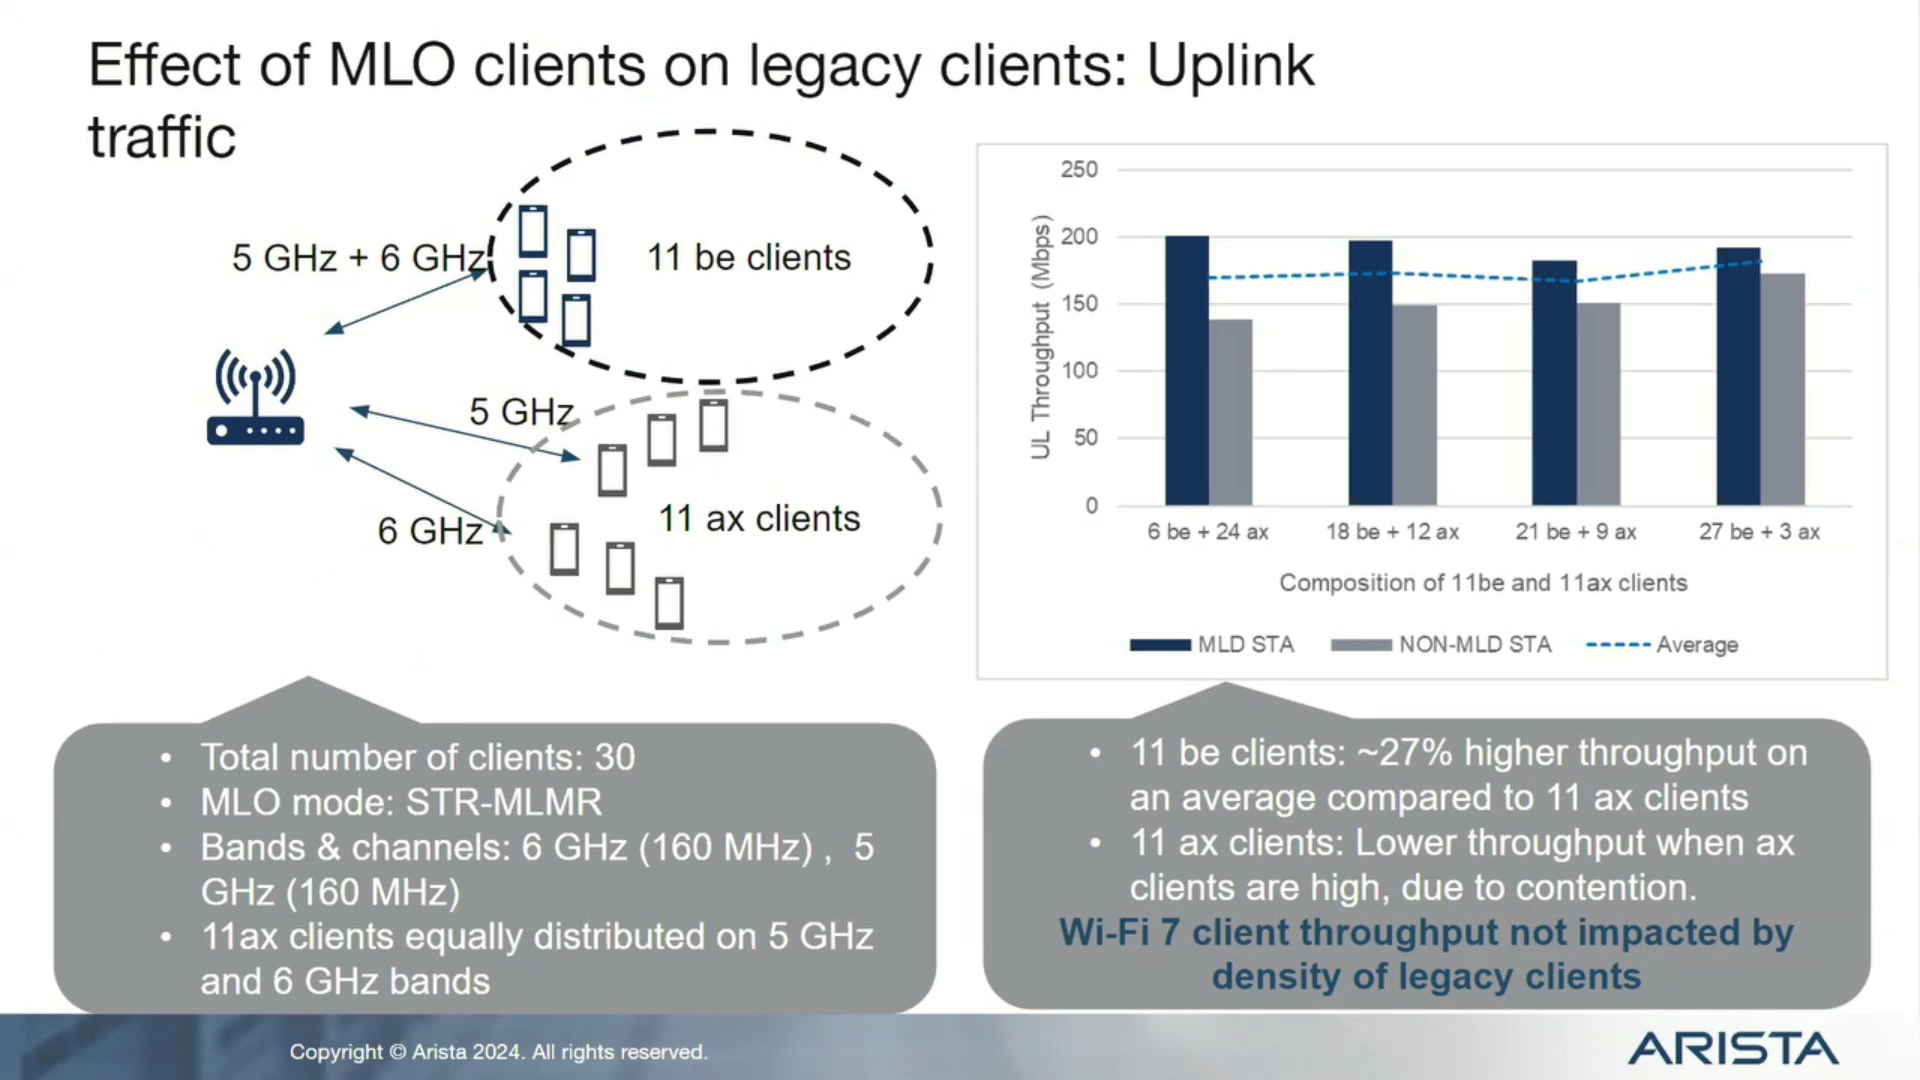 Effect of MLO clients on legacy clients: Uplink
traffic
5 GHz + 6 GHz
11 be clients
5 GHz
11 ax clients
6 GHz
UL Throughput (Mbps)
250
200
150
100
50
0
6 be + 24 ax
18 be + 12 ax
21 be + 9 ax
27 be + 3 ax
Composition of 11be and 11ax clients
MLD STA
NON-MLD STA
Average
• Total number of clients: 30
• MLO mode: STR-MLMR
• Bands & channels: 6 GHz (160 MHz) , 5
GHz (160 MHz)
• 11ax clients equally distributed on 5 GHz
and 6 GHz bands
• 11 be clients: ~27% higher throughput on
an average compared to 11 ax clients
• 11 ax clients: Lower throughput when ax
clients are high, due to contention.
Wi-Fi 7 client throughput not impacted by
density of legacy clients
Copyright © Arista 2024. All rights reserved.
ARISTA